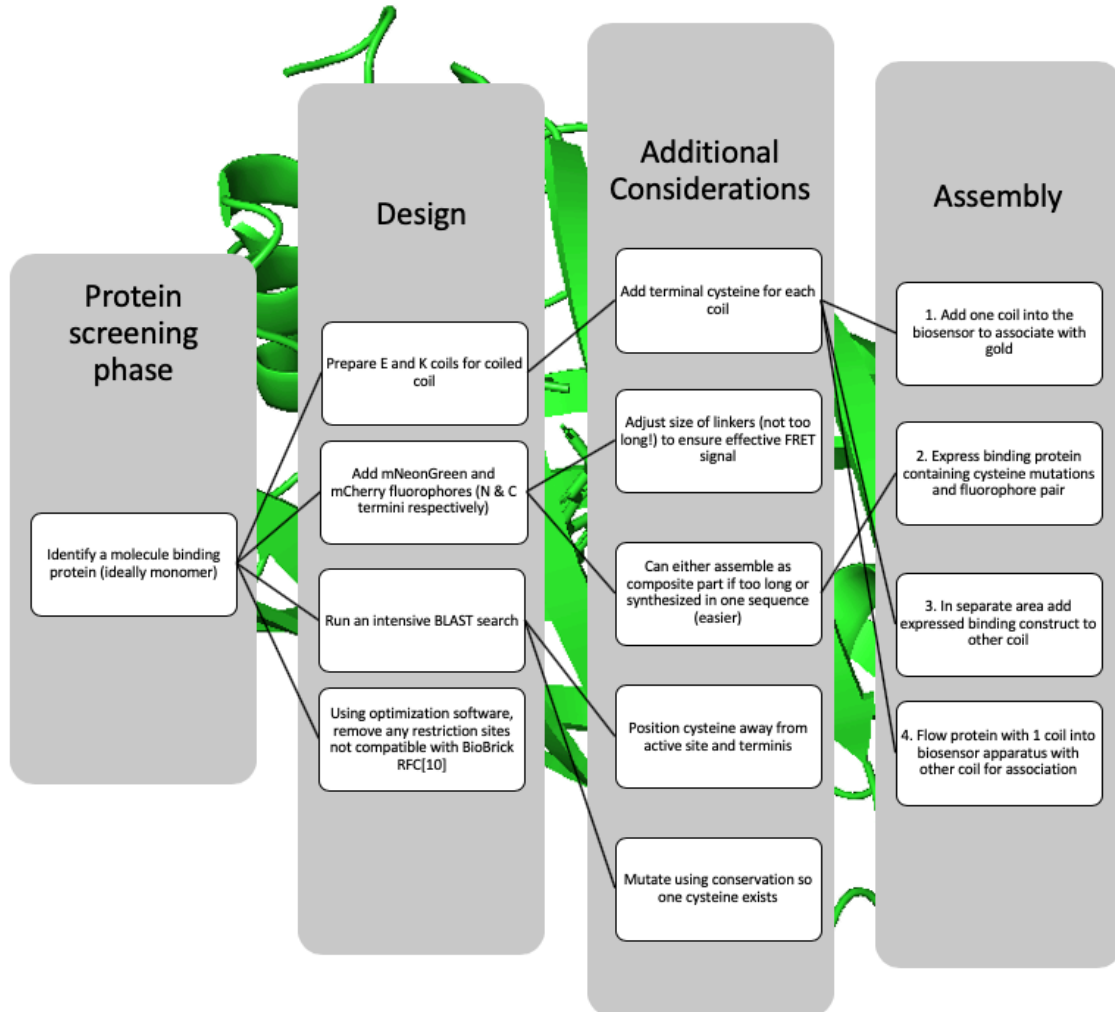 Protein
screening
phase
Identify a molecule binding
protein (ideally monomer)
Design
Prepare E and K coils for coiled
coil
Add mNeonGreen and
mCherry fluorophores (N & C
termini respectively)
Run an intensive BLAST search
Using optimization software,
remove any restriction sites
not compatible with BioBrick
RFC[10]
Additional
Considerations
Add terminal cysteine for each
coil
Adjust size of linkers (not too
long!) to ensure effective FRET
signal
Can either assemble as
composite part if too long or
synthesized in one sequence
(easier)
Position cysteine away from
active site and terminis
Mutate using conservation so
one cysteine exists
Assembly
1. Add one coil into the
biosensor to associate with
gold
2. Express binding protein
containing cysteine mutations
and fluorophore pair
3. In separate area add
expressed binding construct to
other coil
4. Flow protein with 1 coil into
biosensor apparatus with
other coil for association